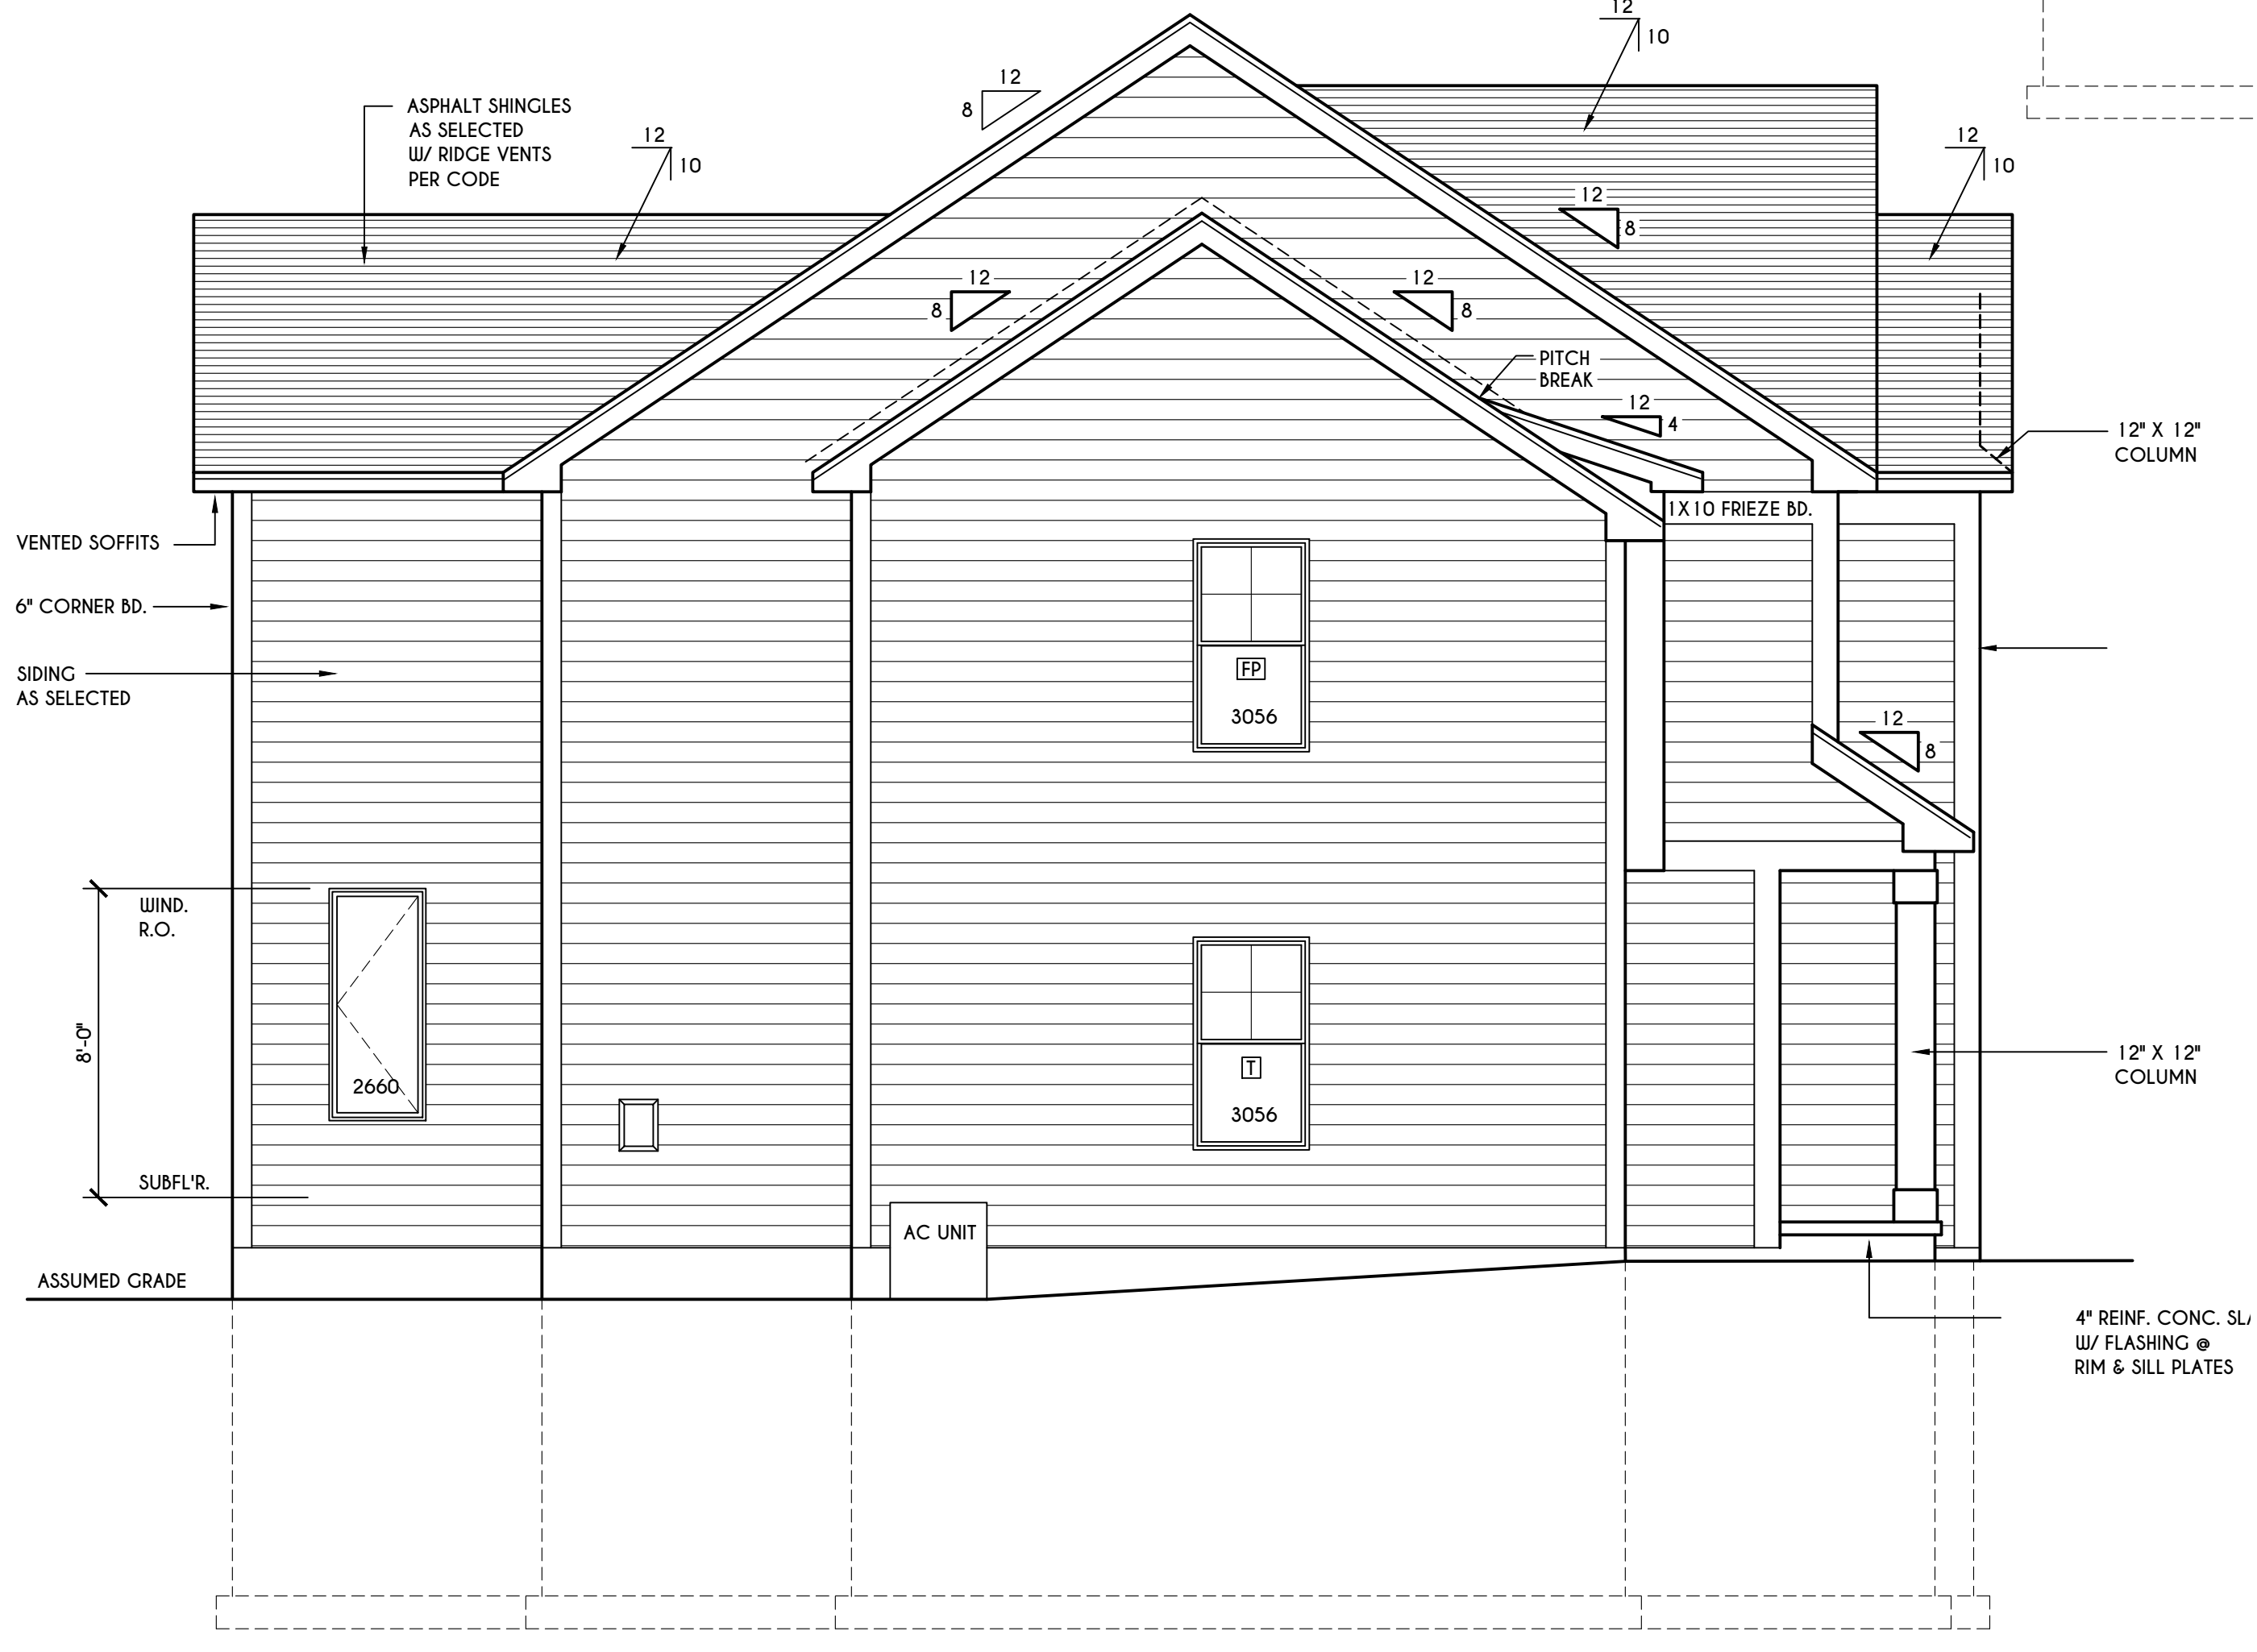 12
10
12
8
ASPHALT SHINGLES
AS SELECTED
W/ RIDGE VENTS
PER CODE
12
10
12
10
12
8
12
8
12
8
PITCH
BREAK
12
4
12" X 12"
COLUMN
1X10 FRIEZE BD.
VENTED SOFFITS
6" CORNER BD.
SIDING
AS SELECTED
FP
3056
12
8
WIND.
R.O.
8'-0"
2660
T
3056
12" X 12"
COLUMN
SUBFL'R.
AC UNIT
ASSUMED GRADE
4" REINF. CONC.
W/ FLASHING @
RIM & SILL PLATES